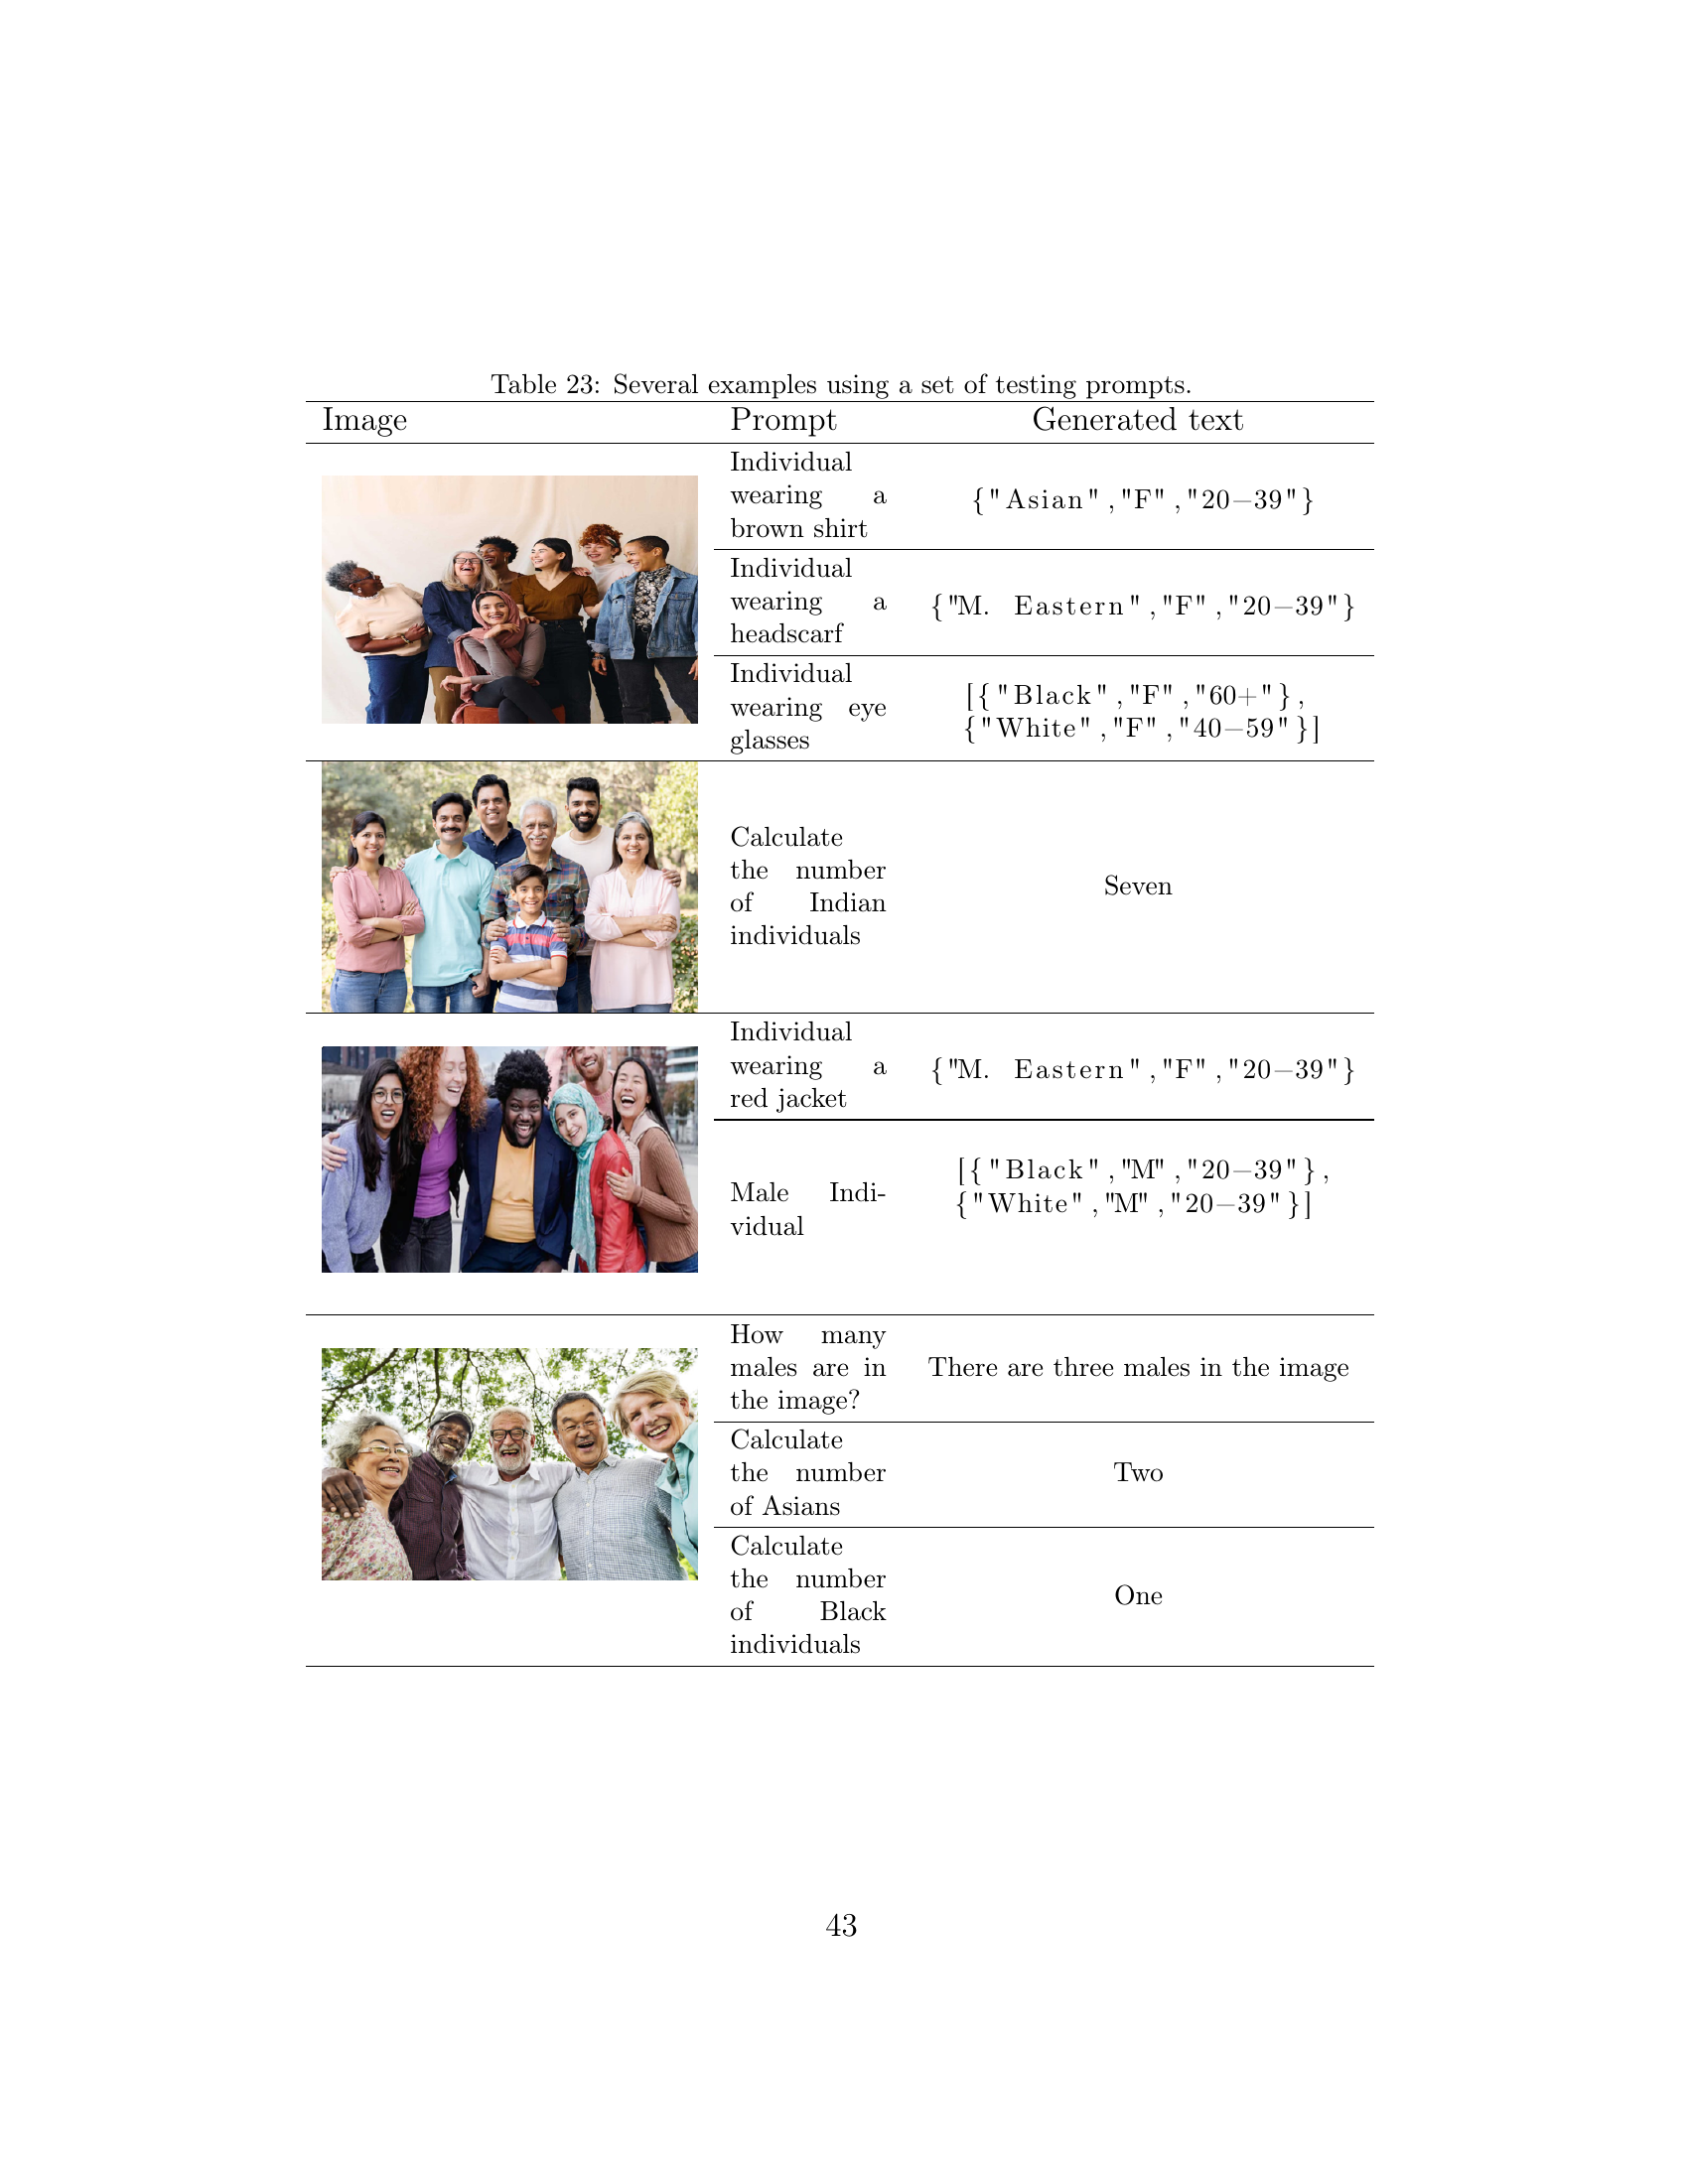 Table 23: Several examples using a set of testing prompts.
Image Prompt Generated text
Individual
wearing a
brown shirt
{"Asian","F","20−39"}
Individual
wearing a
headscarf
{"M. Eastern","F","20−39"}
Individual
wearing eye
glasses
[{"Black","F","60+"},
{"White","F","40−59"}]
Calculate
the number
of Indian
individuals
Seven
Individual
wearing a
red jacket
{"M. Eastern","F","20−39"}
Male Indi-
vidual
[{"Black","M","20−39"},
{"White","M","20−39"}]
How many
males are in
the image?
There are three males in the image
Calculate
the number
of Asians
Two
Calculate
the number
of Black
individuals
One
43